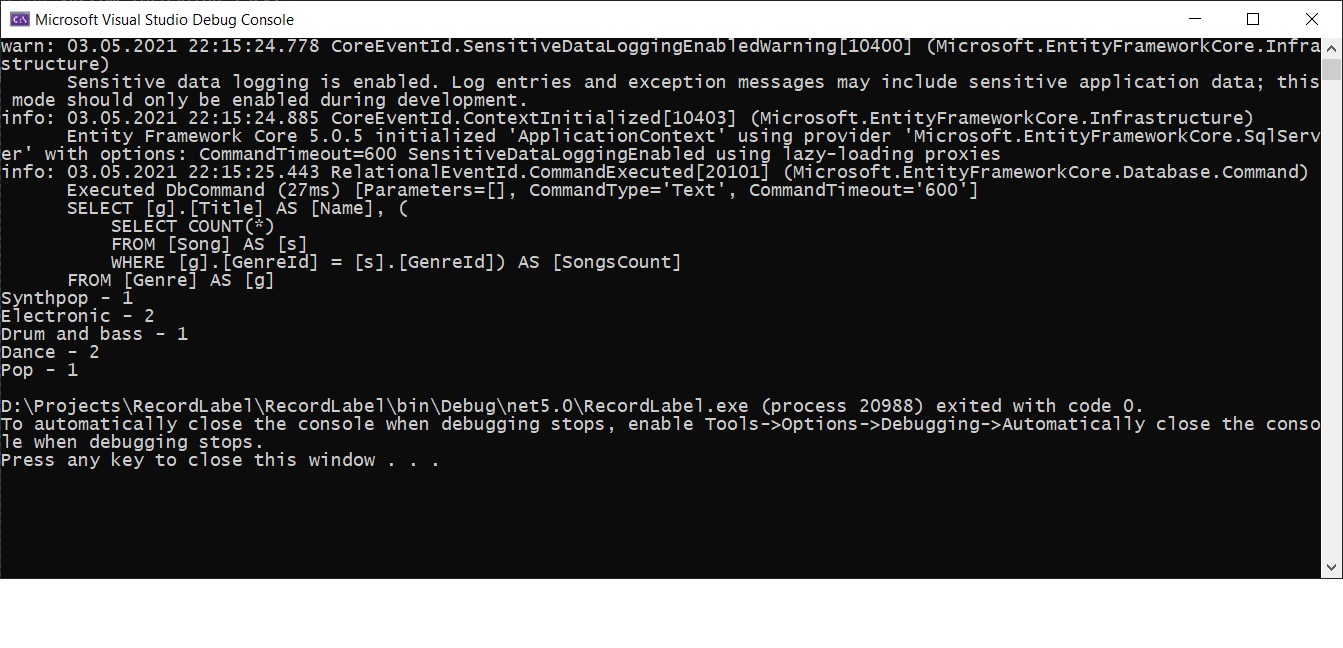 Microsoft Visual Studio Debug Console
warn: 03.05.2021 22:15:24.778 CoreEventId.SensitiveDataLoggingEnabledWarning[10400] (Microsoft.EntityFrameworkCore.Infra
structure)
      Sensitive data logging is enabled. Log entries and exception messages may include sensitive application data; this
 mode should only be enabled during development.
info: 03.05.2021 22:15:24.885 CoreEventId.ContextInitialized[10403] (Microsoft.EntityFrameworkCore.Infrastructure)
      Entity Framework Core 5.0.5 initialized 'ApplicationContext' using provider 'Microsoft.EntityFrameworkCore.SqlServ
er' with options: CommandTimeout=600 SensitiveDataLoggingEnabled using lazy-loading proxies
info: 03.05.2021 22:15:25.443 RelationalEventId.CommandExecuted[20101] (Microsoft.EntityFrameworkCore.Database.Command)
      Executed DbCommand (27ms) [Parameters=[], CommandType='Text', CommandTimeout='600']
      SELECT [g].[Title] AS [Name], (
          SELECT COUNT(*)
          FROM [Song] AS [s]
          WHERE [g].[GenreId] = [s].[GenreId]) AS [SongsCount]
      FROM [Genre] AS [g]
Synthpop - 1
Electronic - 2
Drum and bass - 1
Dance - 2
Pop - 1
D:\Projects\RecordLabel\RecordLabel\bin\Debug\net5.0\RecordLabel.exe (process 20988) exited with code 0.
To automatically close the console when debugging stops, enable Tools->Options->Debugging->Automatically close the conso
le when debugging stops.
Press any key to close this window . . .